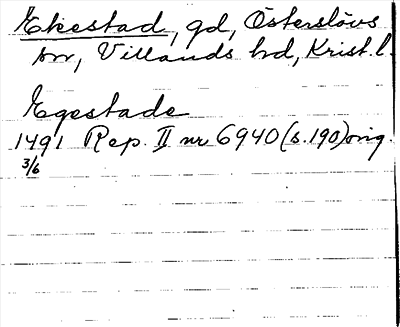 Ekestad, gd, Österslövs
sn, Villands hd, Krist. l.
Egestade
1491 Rep. II nr 6940 (s. 190) orig.
3/6